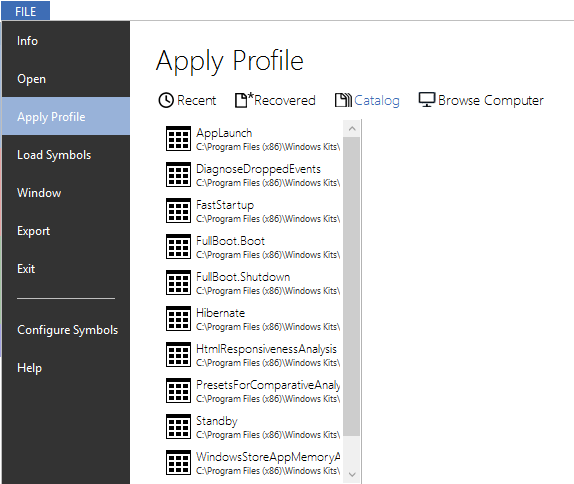 FILE
Info
Open
Apply Profile
Load Symbols
Window
Export
Exit
Configure Symbols
Help
Apply Profile
Recent *Recovered Catalog Browse Computer
AppLaunch
C:\Program Files (x86)\Windows Kits\
DiagnoseDroppedEvents
C:\Program Files (x86)\Windows Kits\
FastStartup
C:\Program Files (x86)\Windows Kits\
FullBoot.Boot
C:\Program Files (x86)\Windows Kits\
FullBoot.Shutdown
C:\Program Files (x86)\Windows Kits\
Hibernate
C:\Program Files (x86)\Windows Kits\
HtmlResponsivenessAnalysis
C:\Program Files (x86)\Windows Kits\
PresetsForComparativeAnaly
C:\Program Files (x86)\Windows Kits\
Standby
C:\Program Files (x86)\Windows Kits\
WindowsStoreAppMemoryA
C:\Program Files (x86)\Windows Kits\